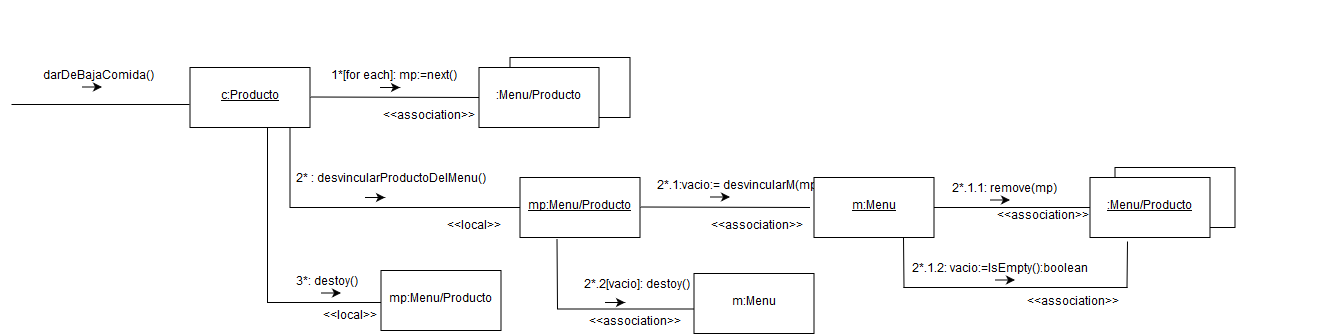 darDeBajaComida()
1*[for each]: mp:=next()
c:Producto
:Menu/Producto
<<association>>
2* : desvincularProductoDelMenu()
2*.1:vacio:= desvincularM(mp
2*.1.1: remove(mp)
mp:Menu/Producto
m:Menu
:Menu/Producto
<<local>>
<<association>>
<<association>>
2*.1.2: vacio:=IsEmpty():boolean
3*: destoy()
2*.2[vacio]: destoy()
mp:Menu/Producto
m:Menu
<<association>>
<<local>>
<<association>>